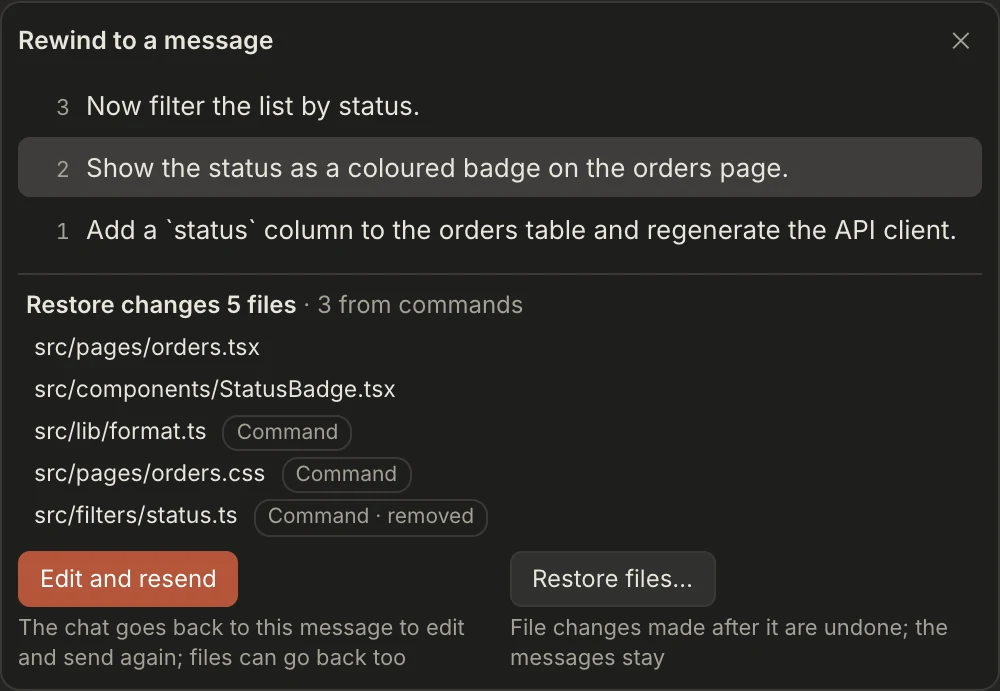 Rewind to a message
3 Now filter the list by status.
2 Show the status as a coloured badge on the orders page.
1 Add a `status` column to the orders table and regenerate the API client.
Restore changes 5 files · 3 from commands
src/pages/orders.tsx
src/components/StatusBadge.tsx
src/lib/format.ts Command
src/pages/orders.css Command
src/filters/status.ts Command · removed
Edit and resend
The chat goes back to this message to edit
and send again; files can go back too
Restore files...
File changes made after it are undone; the
messages stay